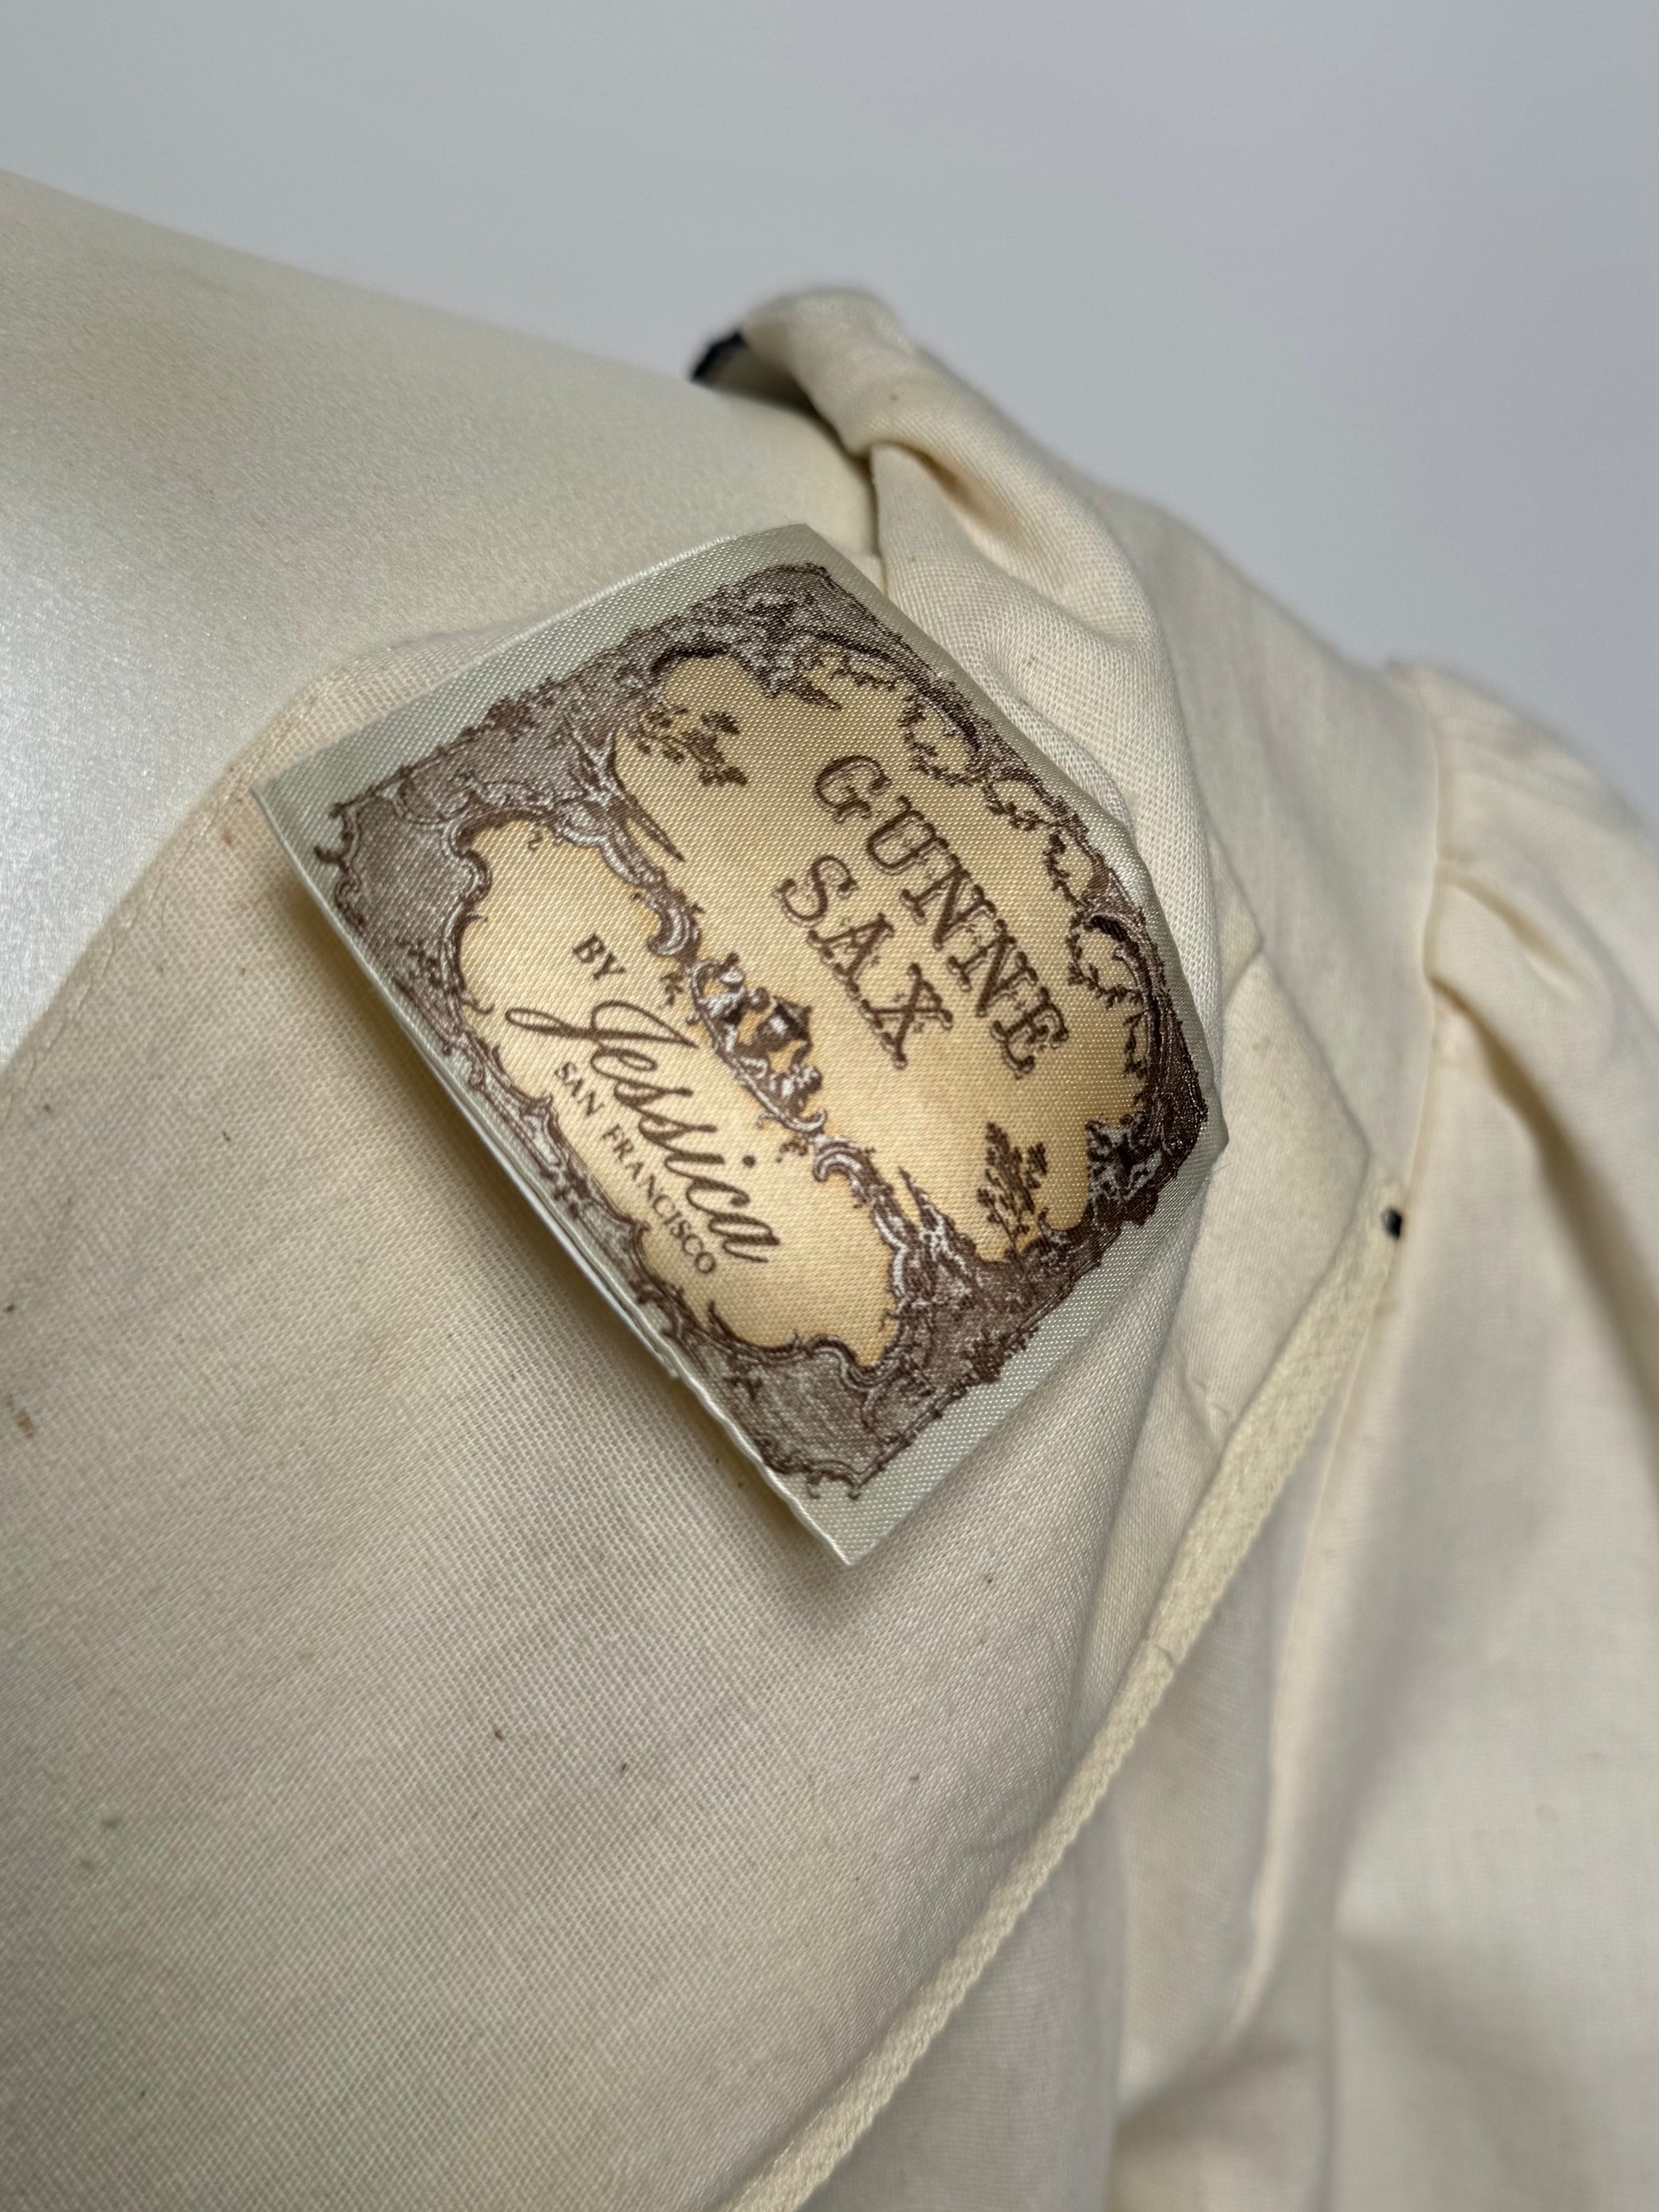 GUNNE
SAX
BY
Jessica
SAN FRANCISCO